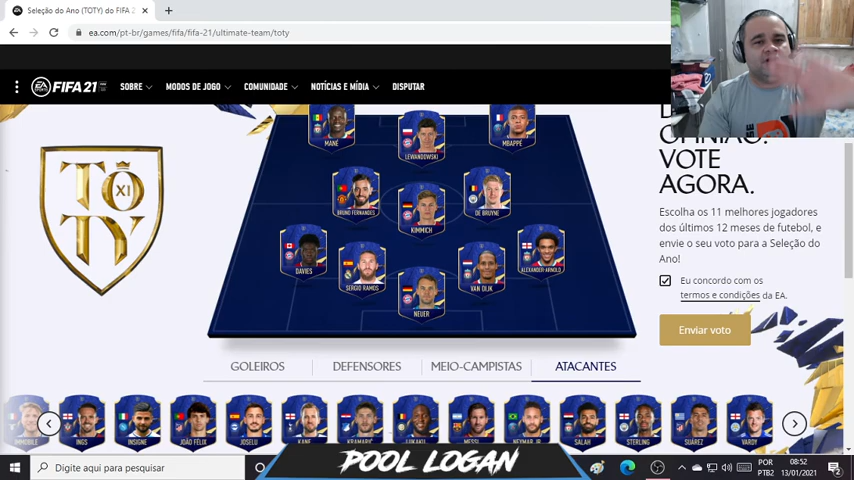 Seleção do Ano (TOTY) do FIFA 2
ea.com/pt-br/games/fifa/fifa-21/ultimate-team/toty
EA SPORTS FIFA 21
SOBRE
MODOS DE JOGO
COMUNIDADE
NOTÍCIAS E MÍDIA
DISPUTAR
TOTY XI
MANÉ
LEWANDOWSKI
MBAPPÉ
BRUNO FERNANDES
KIMMICH
DE BRUYNE
DAVIES
SERGIO RAMOS
VAN DIJK
ALEXANDER-ARNOLD
NEUER
OPINIÃO.
VOTE
AGORA.
Escolha os 11 melhores jogadores
dos últimos 12 meses de futebol, e
envie o seu voto para a Seleção do
Ano!
Eu concordo com os
termos e condições da EA.
Enviar voto
GOLEIROS
DEFENSORES
MEIO-CAMPISTAS
ATACANTES
IMMOBILE
INGS
INSIGNE
JOÃO FÉLIX
JOSELU
KANE
KRAMARIĆ
LUKAKU
MESSI
NEYMAR JR
SALAH
STERLING
SUÁREZ
VARDY
POOL LOGAN
Digite aqui para pesquisar
POR
PTB2
08:52
13/01/2021
2